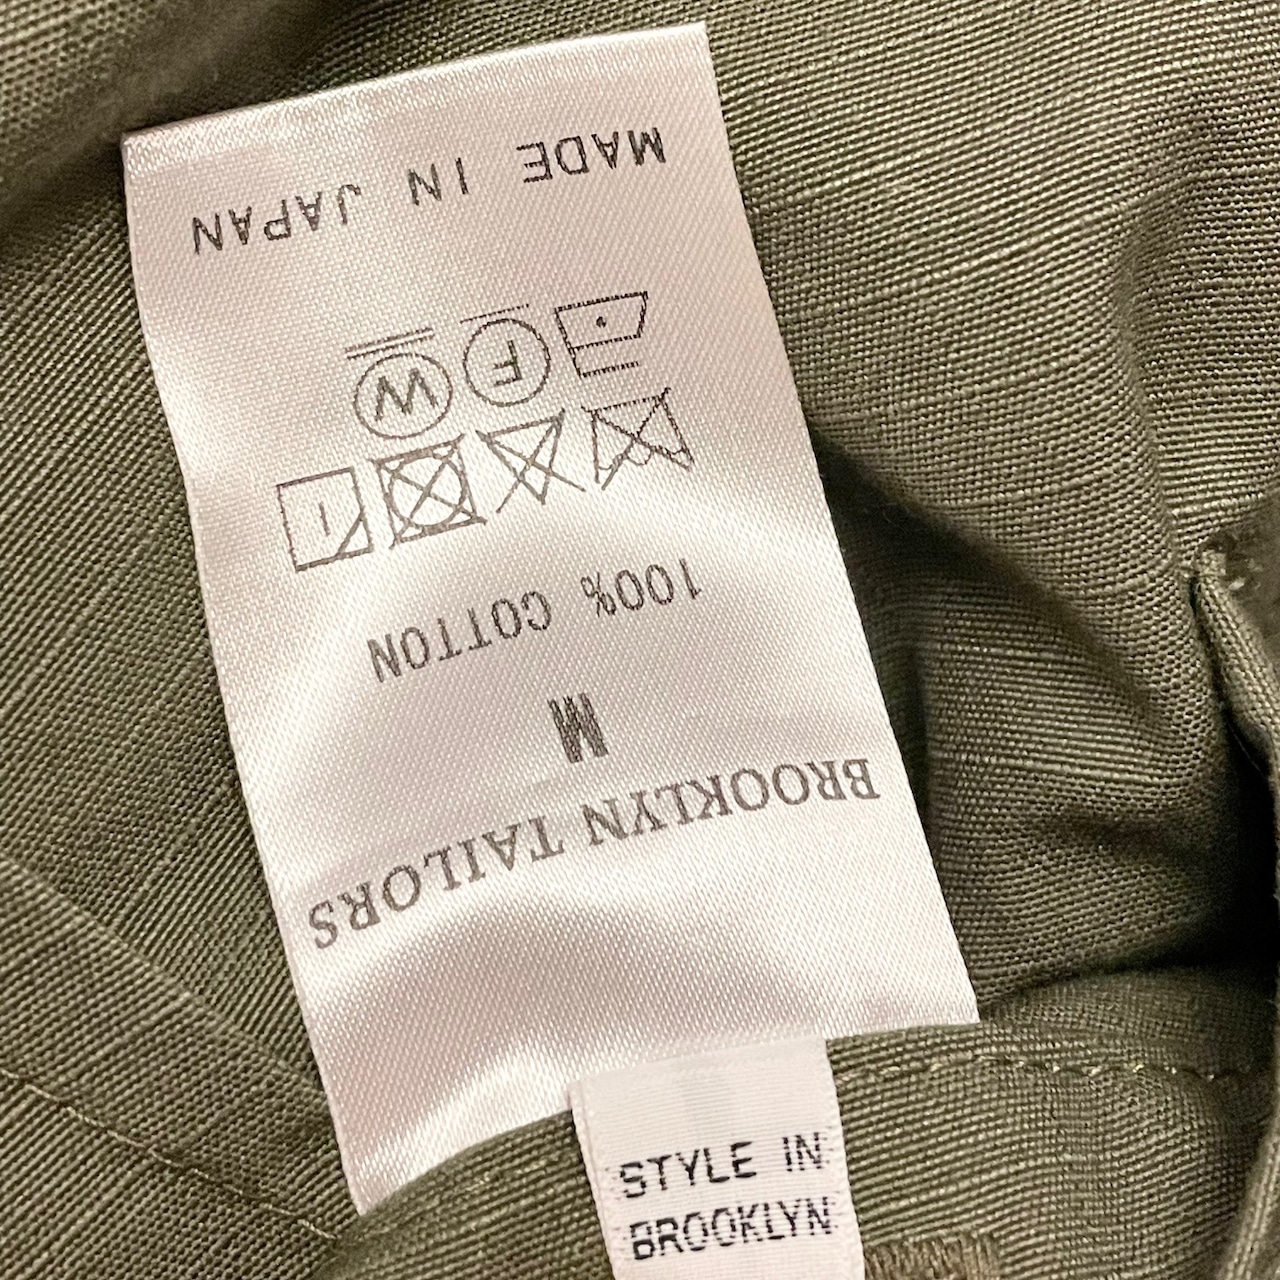 BROOKLYN TAILORS
M
100% COTTON
F W
MADE IN JAPAN
STYLE IN
BROOKLYN